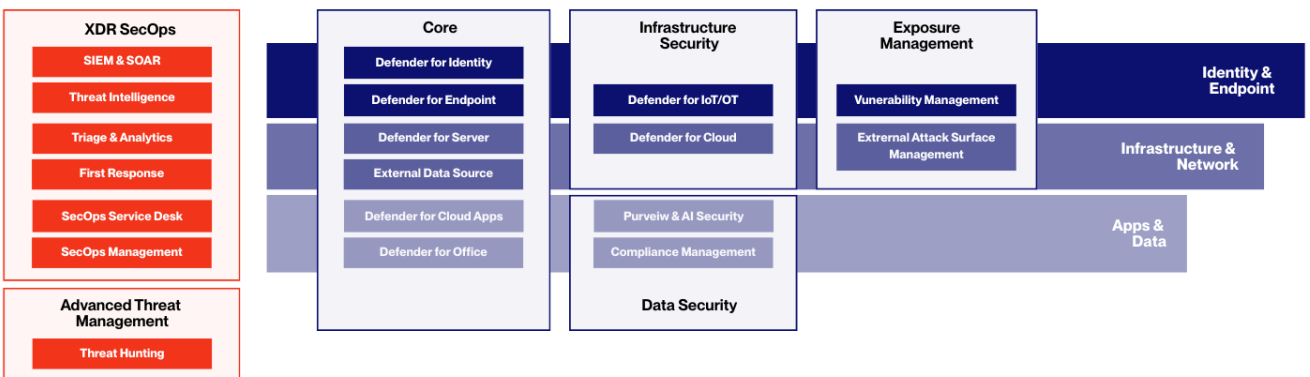 XDR SecOps
SIEM & SOAR
Threat Intelligence
Triage & Analytics
First Response
SecOps Service Desk
SecOps Management
Advanced Threat
Management
Threat Hunting
Core
Defender for Identity
Defender for Endpoint
Defender for Server
External Data Source
Defender for Cloud Apps
Defender for Office
Infrastructure
Security
Defender for IoT/OT
Defender for Cloud
Purveiw & AI Security
Compliance Management
Data Security
Exposure
Management
Vunerability Management
Extrernal Attack Surface
Management
Identity &
Endpoint
Infrastructure &
Network
Apps &
Data